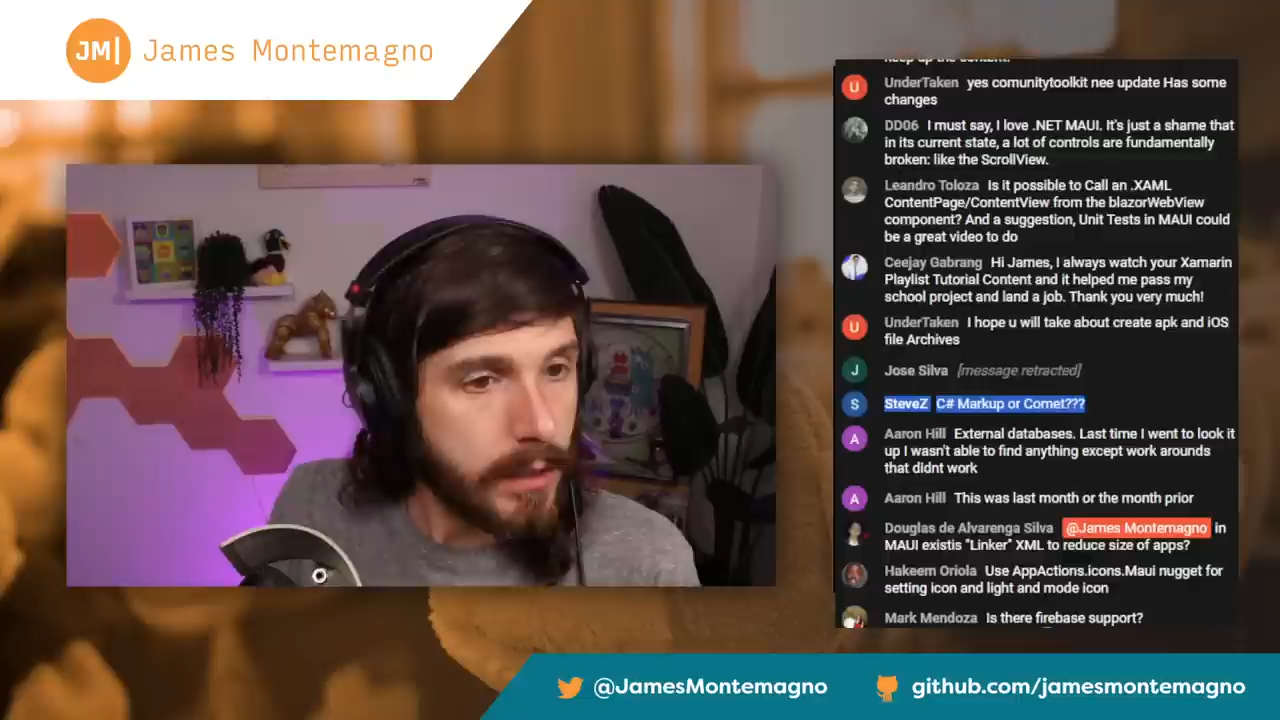 JM| James Montemagno
keep up the content!
UnderTaken yes comunitytoolkit nee update Has some
changes
DD06 I must say, I love .NET MAUI. It's just a shame that
in its current state, a lot of controls are fundamentally
broken: like the ScrollView.
Leandro Toloza Is it possible to Call an .XAML
ContentPage/ContentView from the blazorWebView
component? And a suggestion, Unit Tests in MAUI could
be a great video to do
Ceejay Gabrang Hi James, I always watch your Xamarin
Playlist Tutorial Content and it helped me pass my
school project and land a job. Thank you very much!
U UnderTaken I hope u will take about create apk and iOS
file Archives
J Jose Silva [message retracted]
S SteveZ C# Markup or Comet???
A Aaron Hill External databases. Last time I went to look it
up I wasn't able to find anything except work arounds
that didnt work
A Aaron Hill This was last month or the month prior
Douglas de Alvarenga Silva @James Montemagno in
MAUI existis "Linker" XML to reduce size of apps?
Hakeem Oriola Use AppActions.icons.Maui nugget for
setting icon and light and mode icon
Mark Mendoza Is there firebase support?
@JamesMontemagno github.com/jamesmontemagno